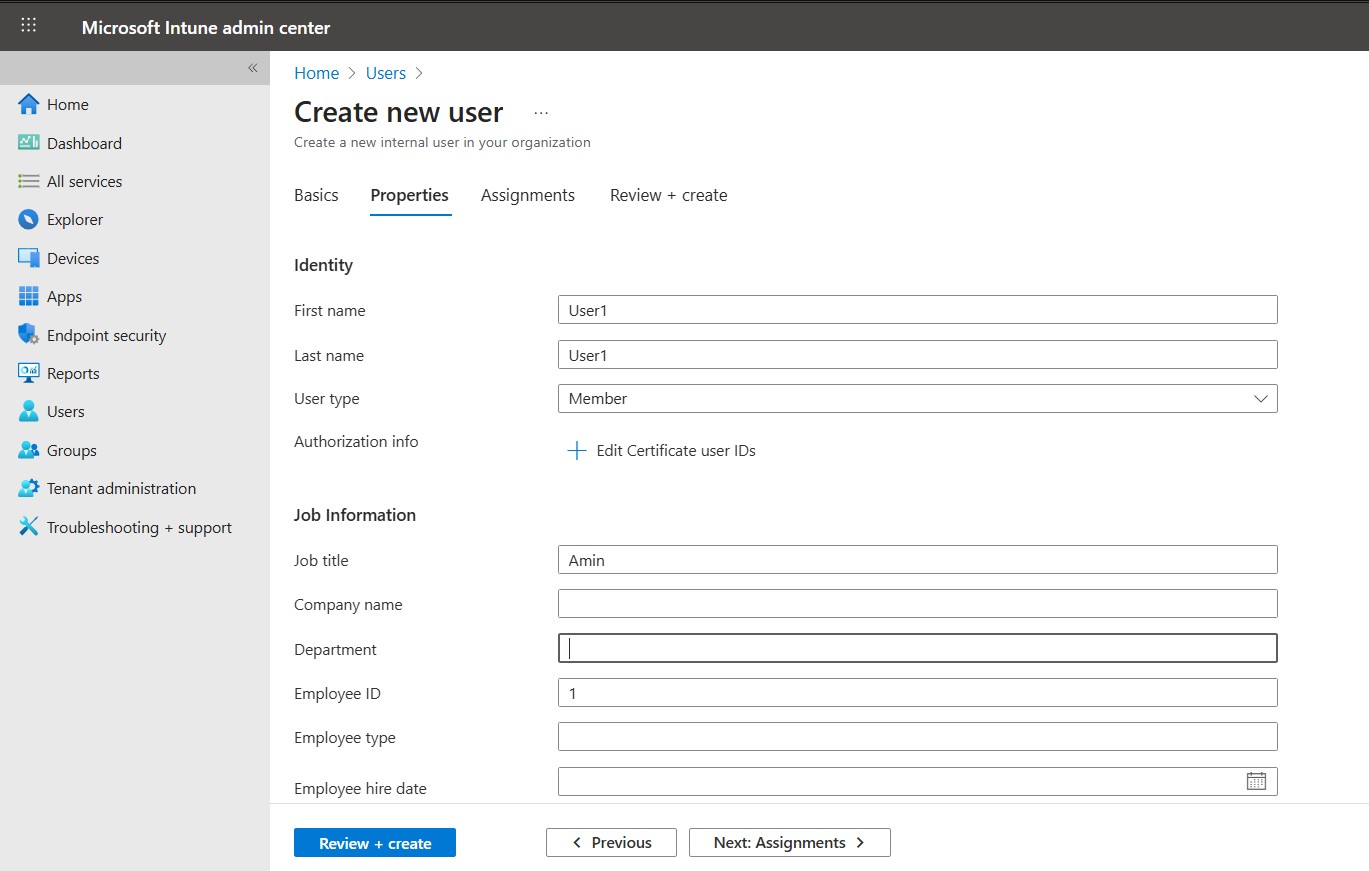 Microsoft Intune admin center
«
Home
Dashboard
All services
Explorer
Devices
Apps
Endpoint security
Reports
Users
Groups
Tenant administration
Troubleshooting + support
Home > Users >
Create new user ...
Create a new internal user in your organization
Basics Properties Assignments Review + create
Identity
First name User1
Last name User1
User type Member
Authorization info
+ Edit Certificate user IDs
Job Information
Job title Amin
Company name
Department
Employee ID 1
Employee type
Employee hire date
Review + create < Previous Next: Assignments >